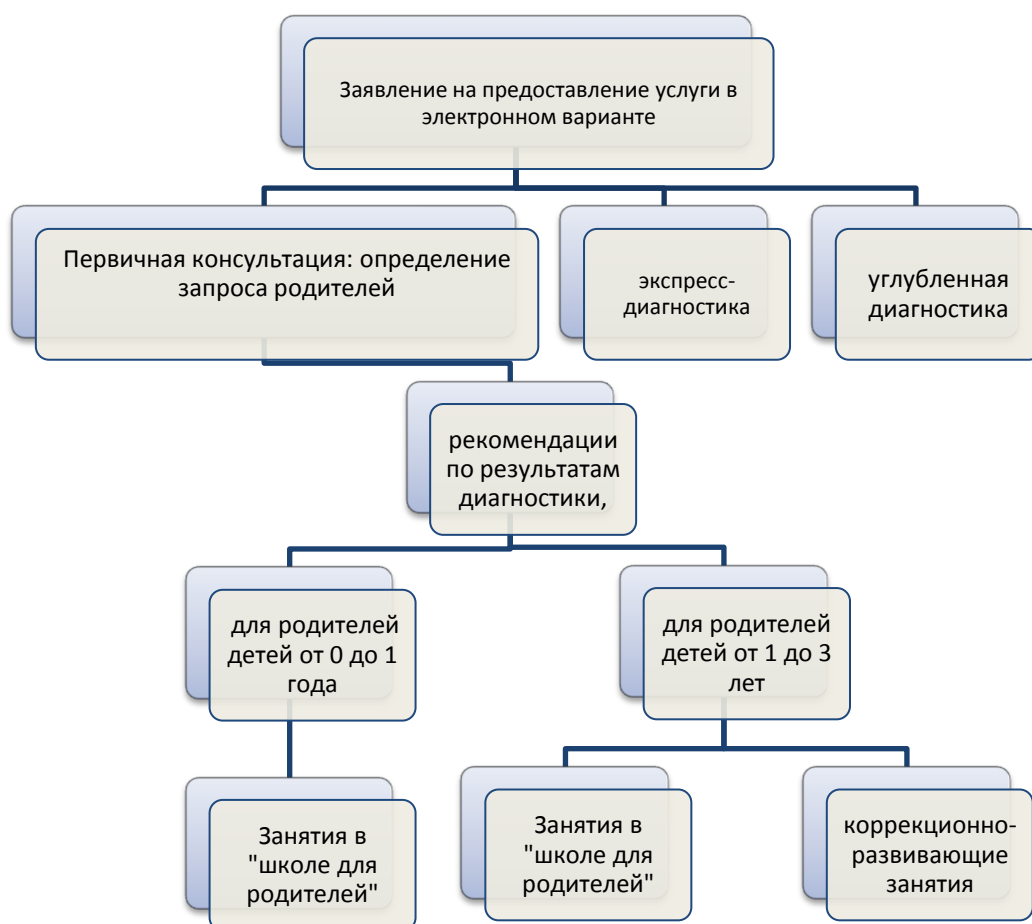 Заявление на предоставление услуги в
электронном варианте
Первичная консультация: определение
запроса родителей
экспресс-
диагностика
углубленная
диагностика
рекомендации
по результатам
диагностики,
для родителей
детей от 0 до 1
года
для родителей
детей от 1 до 3
лет
Занятия в
"школе для
родителей"
Занятия в
"школе для
родителей"
коррекционно-
развивающие
занятия